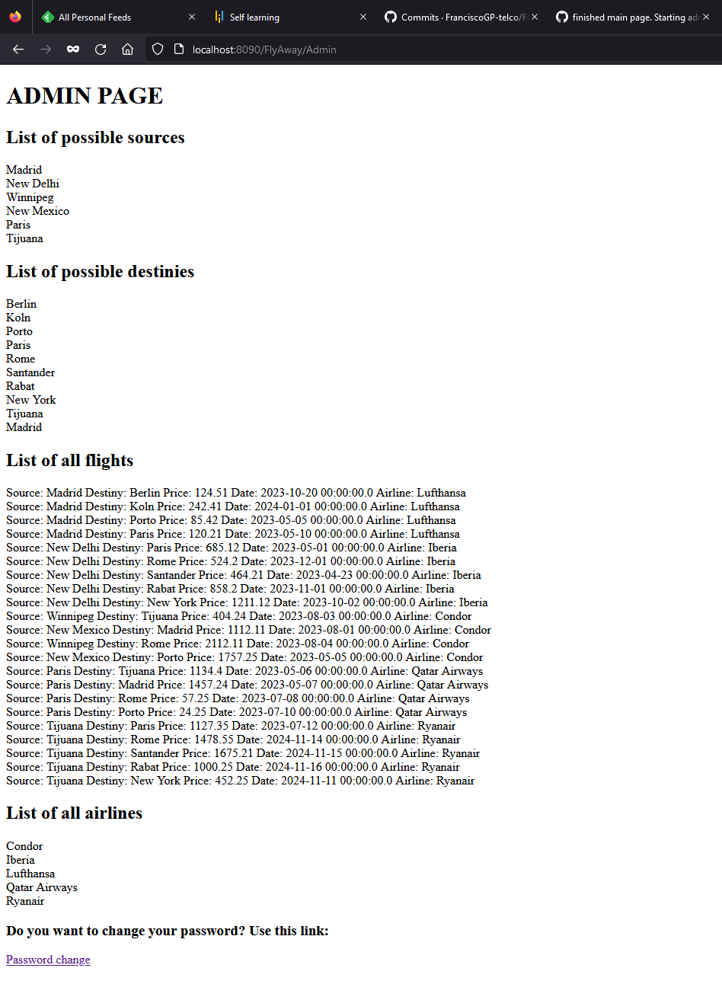 All Personal Feeds
Self learning
Commits · FranciscoGP-telco/Fl
finished main page. Starting adm
localhost:8090/FlyAway/Admin
ADMIN PAGE
List of possible sources
Madrid
New Delhi
Winnipeg
New Mexico
Paris
Tijuana
List of possible destinies
Berlin
Koln
Porto
Paris
Rome
Santander
Rabat
New York
Tijuana
Madrid
List of all flights
Source: Madrid Destiny: Berlin Price: 124.51 Date: 2023-10-20 00:00:00.0 Airline: Lufthansa
Source: Madrid Destiny: Koln Price: 242.41 Date: 2024-01-01 00:00:00.0 Airline: Lufthansa
Source: Madrid Destiny: Porto Price: 85.42 Date: 2023-05-05 00:00:00.0 Airline: Lufthansa
Source: Madrid Destiny: Paris Price: 120.21 Date: 2023-05-10 00:00:00.0 Airline: Lufthansa
Source: New Delhi Destiny: Paris Price: 685.12 Date: 2023-05-01 00:00:00.0 Airline: Iberia
Source: New Delhi Destiny: Rome Price: 524.2 Date: 2023-12-01 00:00:00.0 Airline: Iberia
Source: New Delhi Destiny: Santander Price: 464.21 Date: 2023-04-23 00:00:00.0 Airline: Iberia
Source: New Delhi Destiny: Rabat Price: 858.2 Date: 2023-11-01 00:00:00.0 Airline: Iberia
Source: New Delhi Destiny: New York Price: 1211.12 Date: 2023-10-02 00:00:00.0 Airline: Iberia
Source: Winnipeg Destiny: Tijuana Price: 404.24 Date: 2023-08-03 00:00:00.0 Airline: Condor
Source: New Mexico Destiny: Madrid Price: 1112.11 Date: 2023-08-01 00:00:00.0 Airline: Condor
Source: Winnipeg Destiny: Rome Price: 2112.11 Date: 2023-08-04 00:00:00.0 Airline: Condor
Source: New Mexico Destiny: Porto Price: 1757.25 Date: 2023-05-05 00:00:00.0 Airline: Condor
Source: Paris Destiny: Tijuana Price: 1134.4 Date: 2023-05-06 00:00:00.0 Airline: Qatar Airways
Source: Paris Destiny: Madrid Price: 1457.24 Date: 2023-05-07 00:00:00.0 Airline: Qatar Airways
Source: Paris Destiny: Rome Price: 57.25 Date: 2023-07-08 00:00:00.0 Airline: Qatar Airways
Source: Paris Destiny: Porto Price: 24.25 Date: 2023-07-10 00:00:00.0 Airline: Qatar Airways
Source: Tijuana Destiny: Paris Price: 1127.35 Date: 2023-07-12 00:00:00.0 Airline: Ryanair
Source: Tijuana Destiny: Rome Price: 1478.55 Date: 2024-11-14 00:00:00.0 Airline: Ryanair
Source: Tijuana Destiny: Santander Price: 1675.21 Date: 2024-11-15 00:00:00.0 Airline: Ryanair
Source: Tijuana Destiny: Rabat Price: 1000.25 Date: 2024-11-16 00:00:00.0 Airline: Ryanair
Source: Tijuana Destiny: New York Price: 452.25 Date: 2024-11-11 00:00:00.0 Airline: Ryanair
List of all airlines
Condor
Iberia
Lufthansa
Qatar Airways
Ryanair
Do you want to change your password? Use this link:
Password change